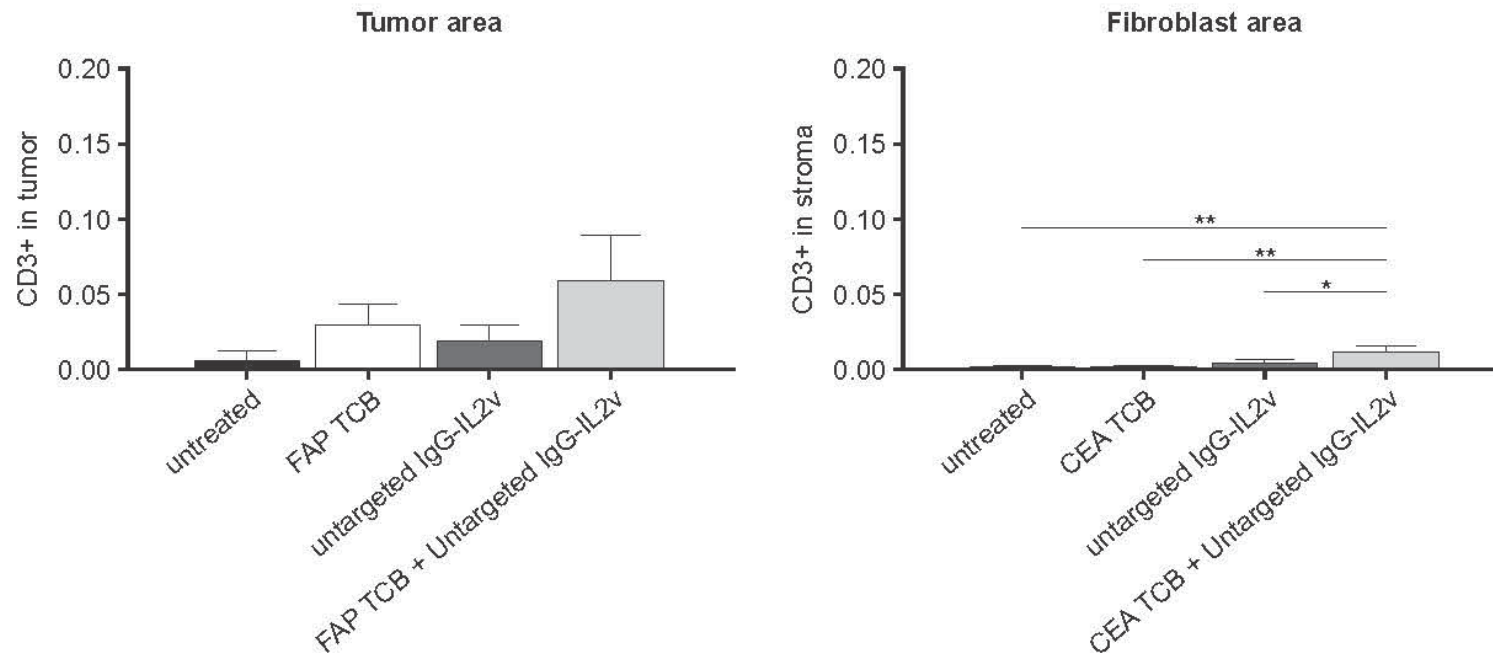 Tumor area
CD3+ in tumor
0.20
0.15
0.10
0.05
0.00
untreated
FAP TCB
untargeted IgG-IL2v
FAP TCB + Untargeted IgG-IL2v
Fibroblast area
CD3+ in stroma
0.20
0.15
0.10
0.05
0.00
**
**
*
untreated
CEA TCB
untargeted IgG-IL2v
CEA TCB + Untargeted IgG-IL2v